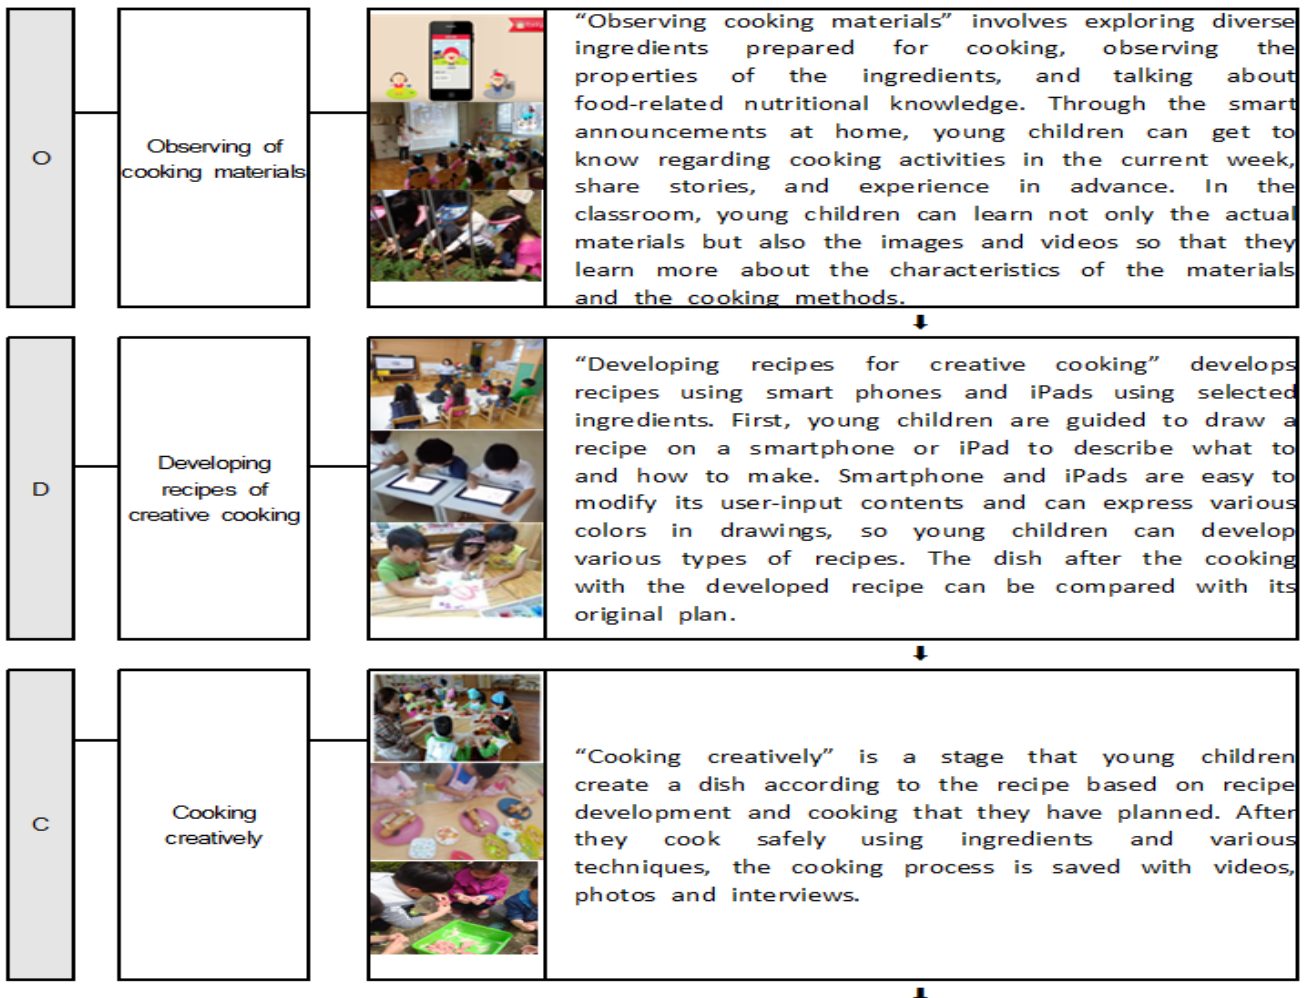 O
Observing of
cooking materials
“Observing cooking materials” involves exploring diverse
ingredients prepared for cooking, observing the
properties of the ingredients, and talking about
food-related nutritional knowledge. Through the smart
announcements at home, young children can get to
know regarding cooking activities in the current week,
share stories, and experience in advance. In the
classroom, young children can learn not only the actual
materials but also the images and videos so that they
learn more about the characteristics of the materials
and the cooking methods.
D
Developing
recipes of
creative cooking
“Developing recipes for creative cooking” develops
recipes using smart phones and iPads using selected
ingredients. First, young children are guided to draw a
recipe on a smartphone or iPad to describe what to
and how to make. Smartphone and iPads are easy to
modify its user-input contents and can express various
colors in drawings, so young children can develop
various types of recipes. The dish after the cooking
with the developed recipe can be compared with its
original plan.
C
Cooking
creatively
“Cooking creatively” is a stage that young children
create a dish according to the recipe based on recipe
development and cooking that they have planned. After
they cook safely using ingredients and various
techniques, the cooking process is saved with videos,
photos and interviews.